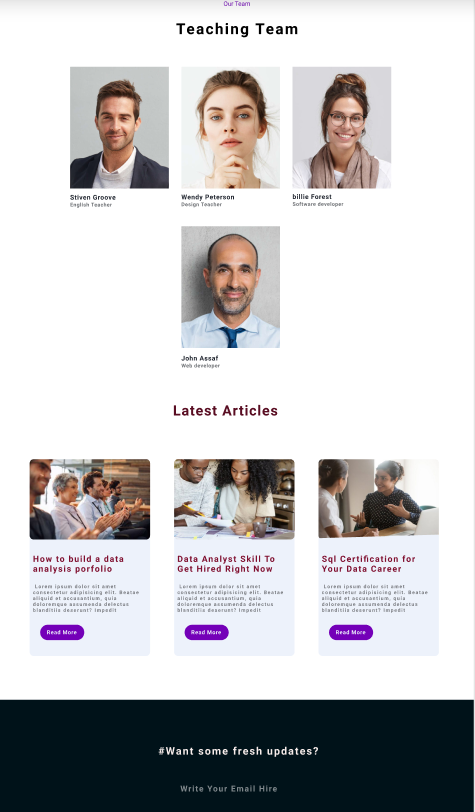 Our Team
Teaching Team
Stiven Groove
English Teacher
Wendy Peterson
Design Teacher
billie Forest
Software developer
John Assaf
Web developer
Latest Articles
How to build a data
analysis porfolio
Lorem ipsum dolor sit amet
consectetur adipisicing elit. Beatae
aliquid et accusantium, quia
doloremque assumenda delectus
blanditiis deserunt? Impedit
Read More
Data Analyst Skill To
Get Hired Right Now
Lorem ipsum dolor sit amet
consectetur adipisicing elit. Beatae
aliquid et accusantium, quia
doloremque assumenda delectus
blanditiis deserunt? Impedit
Read More
Sql Certification for
Your Data Career
Lorem ipsum dolor sit amet
consectetur adipisicing elit. Beatae
aliquid et accusantium, quia
doloremque assumenda delectus
blanditiis deserunt? Impedit
Read More
#Want some fresh updates?
Write Your Email Hire